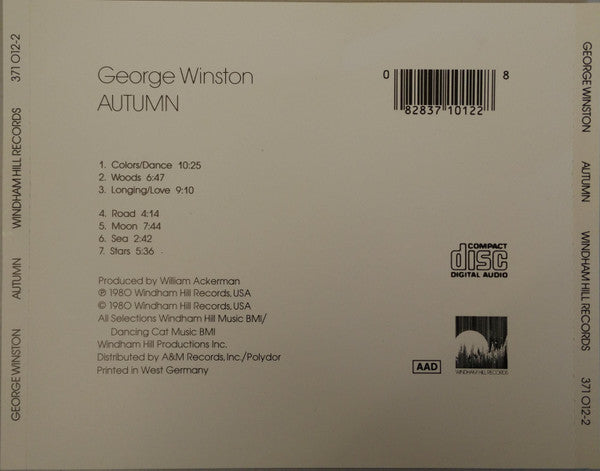 371 012-2
WINDHAM HILL RECORDS
AUTUMN
GEORGE WINSTON
George Winston
AUTUMN
0 82837 10122 8
1. Colors/Dance 10:25
2. Woods 6:47
3. Longing/Love 9:10
4. Road 4:14
5. Moon 7:44
6. Sea 2:42
7. Stars 5:36
Produced by William Ackerman
℗ 1980 Windham Hill Records, USA
© 1980 Windham Hill Records, USA
All Selections Windham Hill Music BMI/
Dancing Cat Music BMI
Windham Hill Productions Inc.
Distributed by A&M Records, Inc./Polydor
Printed in West Germany
COMPACT
disc
DIGITAL AUDIO
AAD
WINDHAM HILL RECORDS
GEORGE WINSTON
AUTUMN
WINDHAM HILL RECORDS
371 012-2